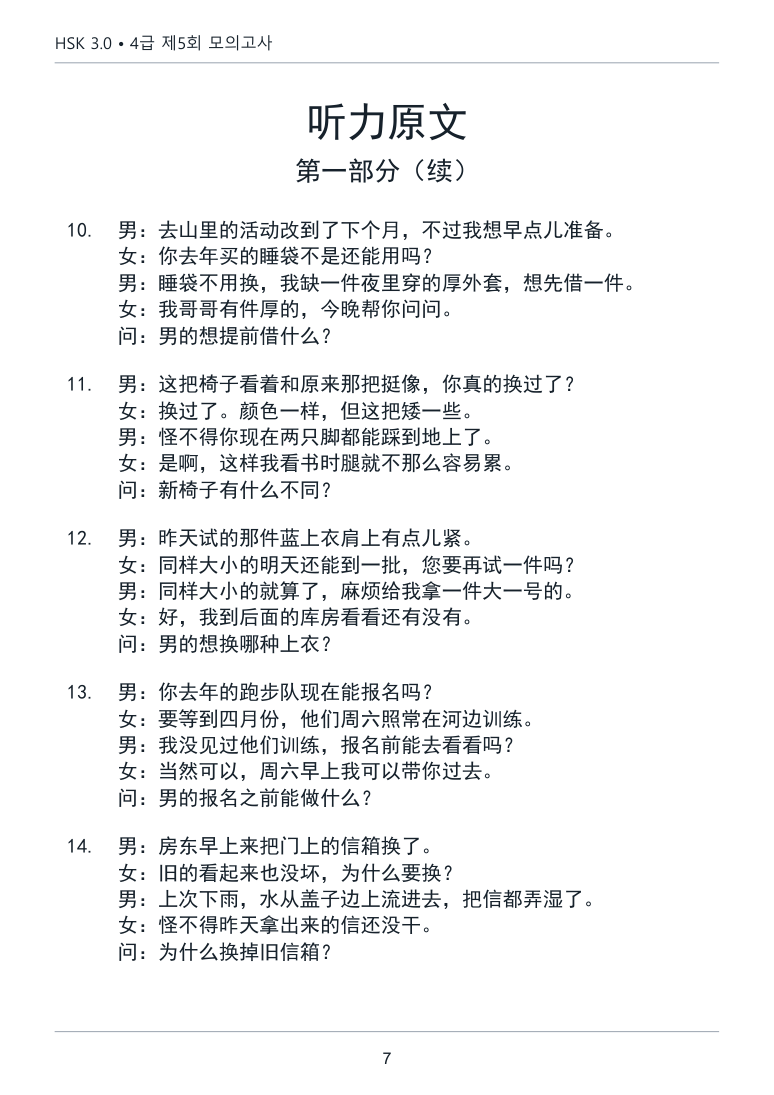 HSK 3.0 • 4급 제5회 모의고사
听力原文
第一部分（续）
10. 男：去山里的活动改到了下个月，不过我想早点儿准备。
女：你去年买的睡袋不是还能用吗？
男：睡袋不用换，我缺一件夜里穿的厚外套，想先借一件。
女：我哥哥有件厚的，今晚帮你问问。
问：男的想提前借什么？
11. 男：这把椅子看着和原来那把挺像，你真的换过了？
女：换过了。颜色一样，但这把矮一些。
男：怪不得你现在两只脚都能踩到地上了。
女：是啊，这样我看书时腿就不那么容易累。
问：新椅子有什么不同？
12. 男：昨天试的那件蓝上衣肩上有点儿紧。
女：同样大小的明天还能到一批，您要再试一件吗？
男：同样大小的就算了，麻烦给我拿一件大一号的。
女：好，我到后面的库房看看还有没有。
问：男的想换哪种上衣？
13. 男：你去年的跑步队现在能报名吗？
女：要等到四月份，他们周六照常在河边训练。
男：我没见过他们训练，报名前能去看看吗？
女：当然可以，周六早上我可以带你过去。
问：男的报名之前能做什么？
14. 男：房东早上来把门上的信箱换了。
女：旧的看起来也没坏，为什么要换？
男：上次下雨，水从盖子边上流进去，把信都弄湿了。
女：怪不得昨天拿出来的信还没干。
问：为什么换掉旧信箱？
7